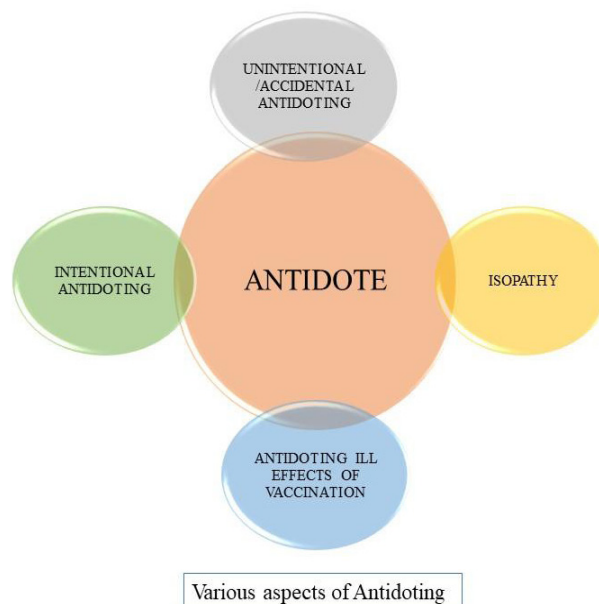 UNINTENTIONAL
/ACCIDENTAL
ANTIDOTING
INTENTIONAL
ANTIDOTING
ANTIDOTE
ISOPATHY
ANTIDOTING ILL
EFFECTS OF
VACCINATION
Various aspects of Antidoting